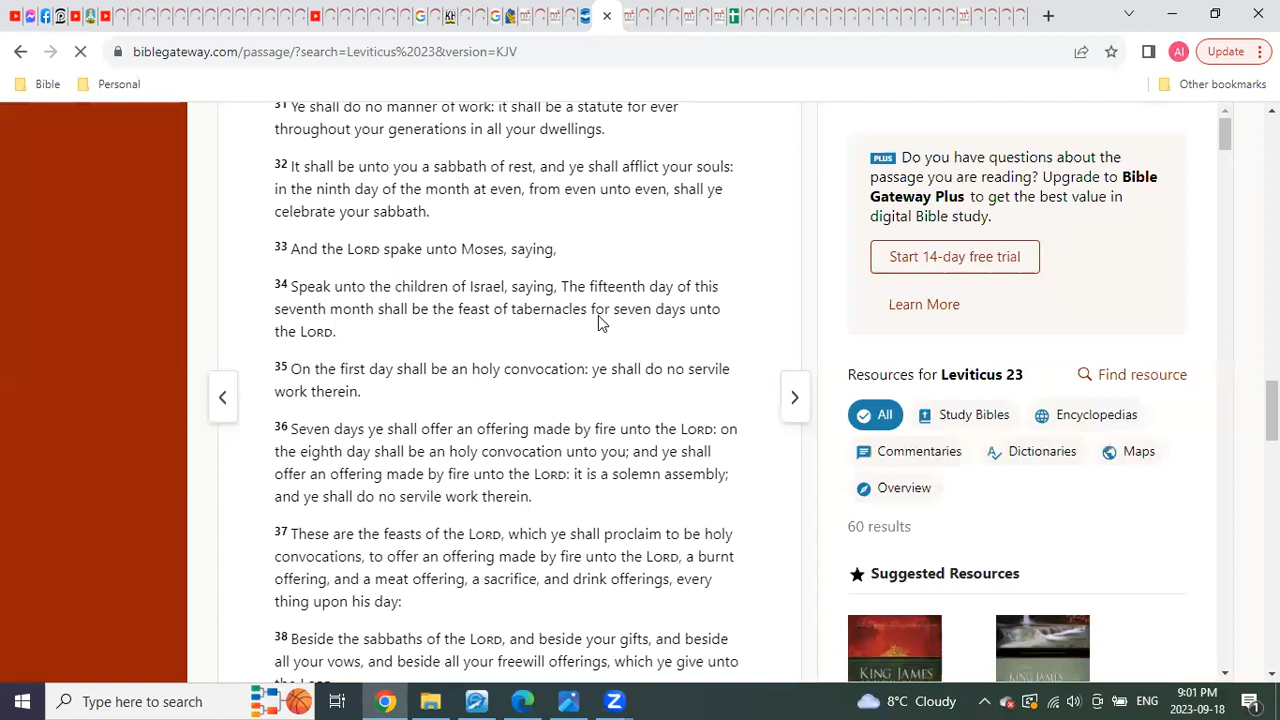 biblegateway.com/passage/?search=Leviticus%2023&version=KJV
AI
Update
Bible
Personal
Other bookmarks
31 Ye shall do no manner of work: it shall be a statute for ever
throughout your generations in all your dwellings.
32 It shall be unto you a sabbath of rest, and ye shall afflict your souls:
in the ninth day of the month at even, from even unto even, shall ye
celebrate your sabbath.
33 And the LORD spake unto Moses, saying,
34 Speak unto the children of Israel, saying, The fifteenth day of this
seventh month shall be the feast of tabernacles for seven days unto
the LORD.
35 On the first day shall be an holy convocation: ye shall do no servile
work therein.
36 Seven days ye shall offer an offering made by fire unto the LORD: on
the eighth day shall be an holy convocation unto you; and ye shall
offer an offering made by fire unto the LORD: it is a solemn assembly;
and ye shall do no servile work therein.
37 These are the feasts of the LORD, which ye shall proclaim to be holy
convocations, to offer an offering made by fire unto the LORD, a burnt
offering, and a meat offering, a sacrifice, and drink offerings, every
thing upon his day:
38 Beside the sabbaths of the LORD, and beside your gifts, and beside
all your vows, and beside all your freewill offerings, which ye give unto
the LORD.
PLUS Do you have questions about the
passage you are reading? Upgrade to Bible
Gateway Plus to get the best value in
digital Bible study.
Start 14-day free trial
Learn More
Resources for Leviticus 23
Find resource
All
Study Bibles
Encyclopedias
Commentaries
Dictionaries
Maps
Overview
60 results
Suggested Resources
KING JAMES
KING JAMES
Type here to search
8°C Cloudy
ENG
9:01 PM
2023-09-18
1